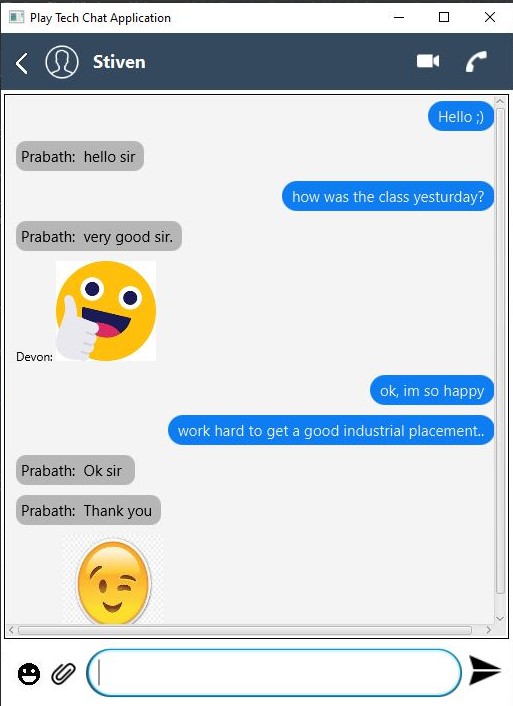 Play Tech Chat Application
Stiven
Hello ;)
Prabath: hello sir
how was the class yesturday?
Prabath: very good sir.
Devon:
ok, im so happy
work hard to get a good industrial placement..
Prabath: Ok sir
Prabath: Thank you